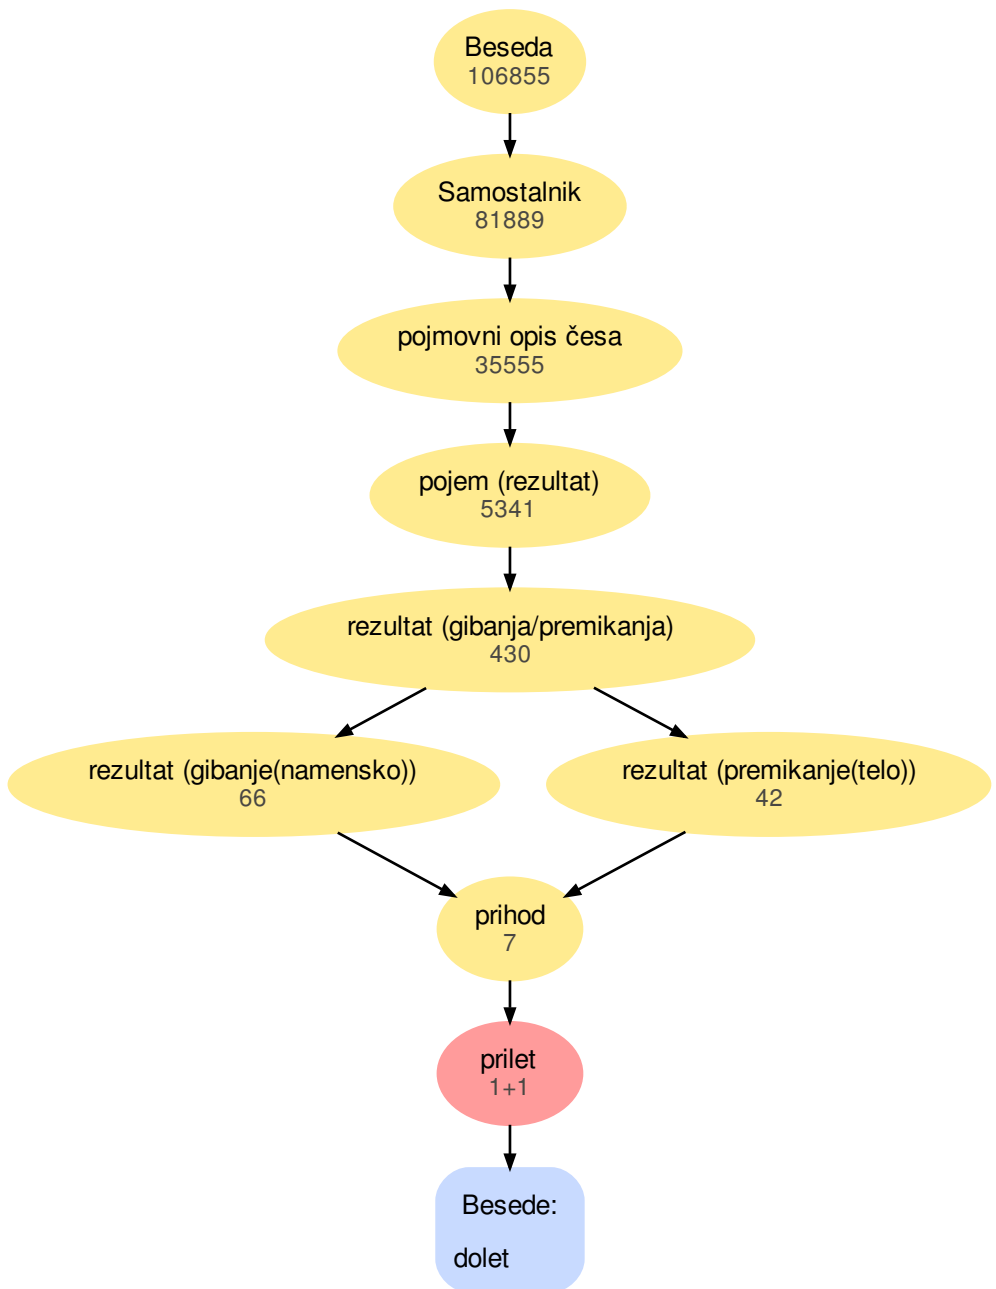 Beseda
106855
Samostalnik
81889
pojmovni opis česa
35555
pojem (rezultat)
5341
rezultat (gibanja/premikanja)
430
rezultat (gibanje(namensko))
66
rezultat (premikanje(telo))
42
prihod
7
prilet
1+1
Besede:
dolet